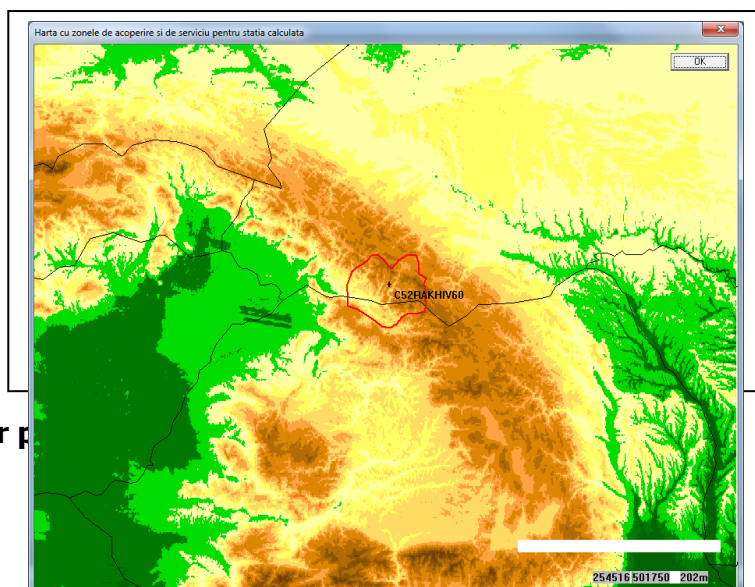 Harta cu zonele de acoperire si de serviciu pentru statia calculata
OK
C52RAKHIV60
r p
254516 501750 202m